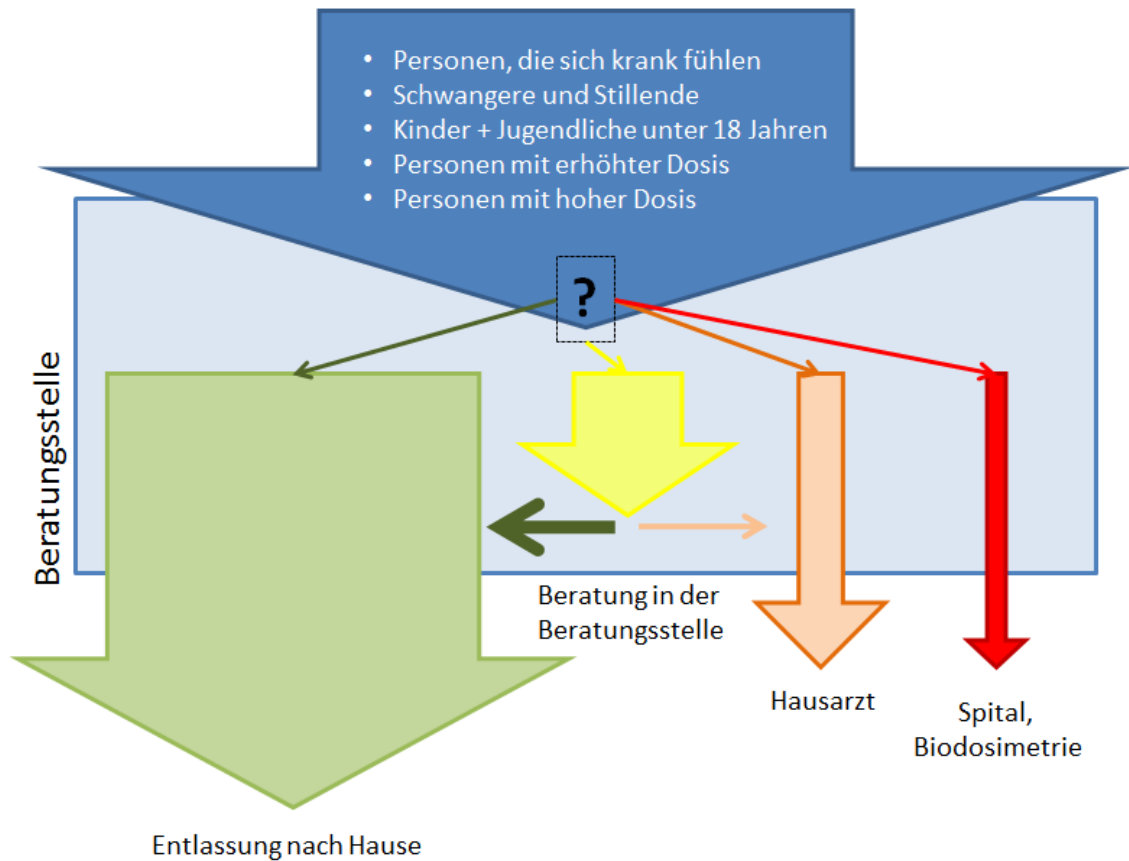 • Personen, die sich krank fühlen
• Schwangere und Stillende
• Kinder + Jugendliche unter 18 Jahren
• Personen mit erhöhter Dosis
• Personen mit hoher Dosis
?
Beratungsstelle
Beratung in der
Beratungsstelle
Hausarzt
Spital,
Biodosimetrie
Entlassung nach Hause